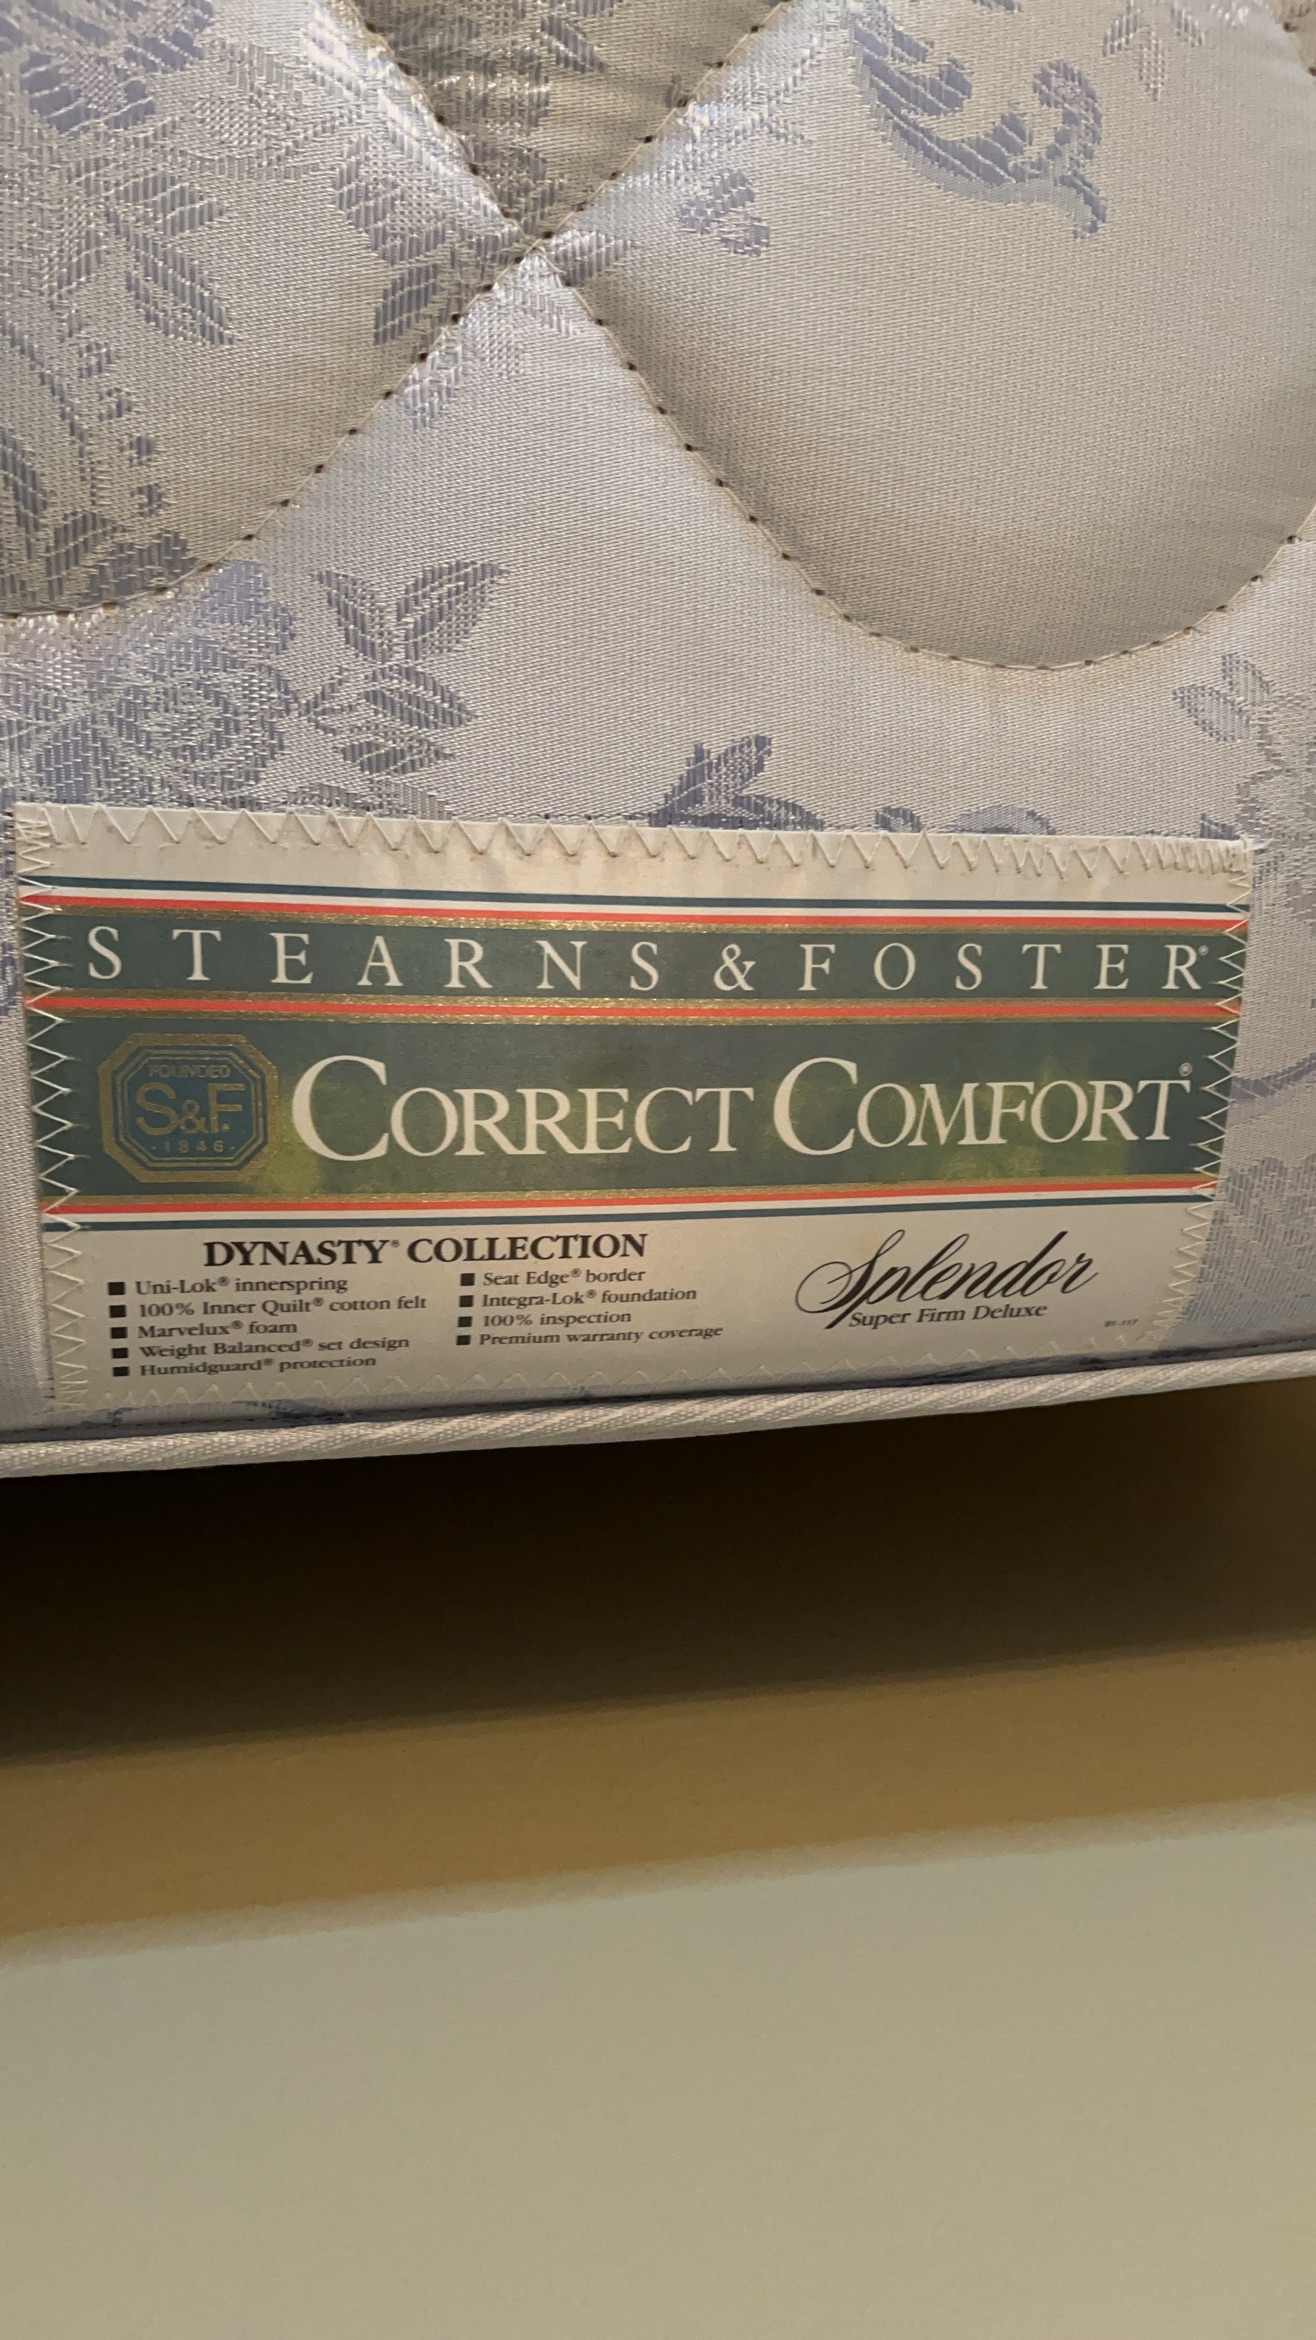 STEARNS & FOSTER®
FOUNDED
S&F.
·1846·
CORRECT COMFORT®
DYNASTY® COLLECTION
■ Uni-Lok® innerspring
■ 100% Inner Quilt® cotton felt
■ Marvelux® foam
■ Weight Balanced® set design
■ Humidguard® protection
■ Seat Edge® border
■ Integra-Lok® foundation
■ 100% inspection
■ Premium warranty coverage
Splendor
Super Firm Deluxe